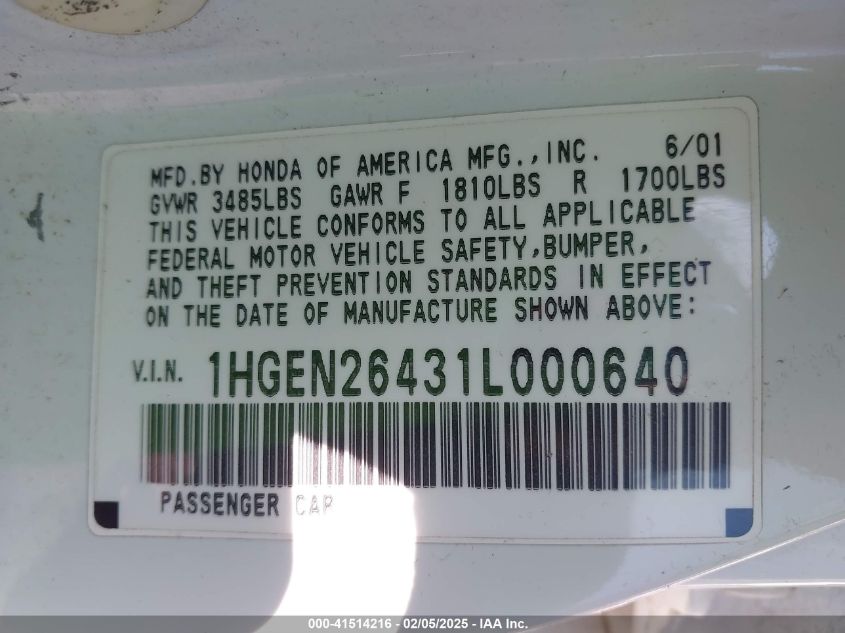 MFD.BY HONDA OF AMERICA MFG.,INC. 6/01
GVWR 3485LBS GAWR F 1810LBS R 1700LBS
THIS VEHICLE CONFORMS TO ALL APPLICABLE
FEDERAL MOTOR VEHICLE SAFETY,BUMPER,
AND THEFT PREVENTION STANDARDS IN EFFECT
ON THE DATE OF MANUFACTURE SHOWN ABOVE:
V.I.N. 1HGEN26431L000640
PASSENGER CAR
000-41514216 - 02/05/2025 - IAA Inc.